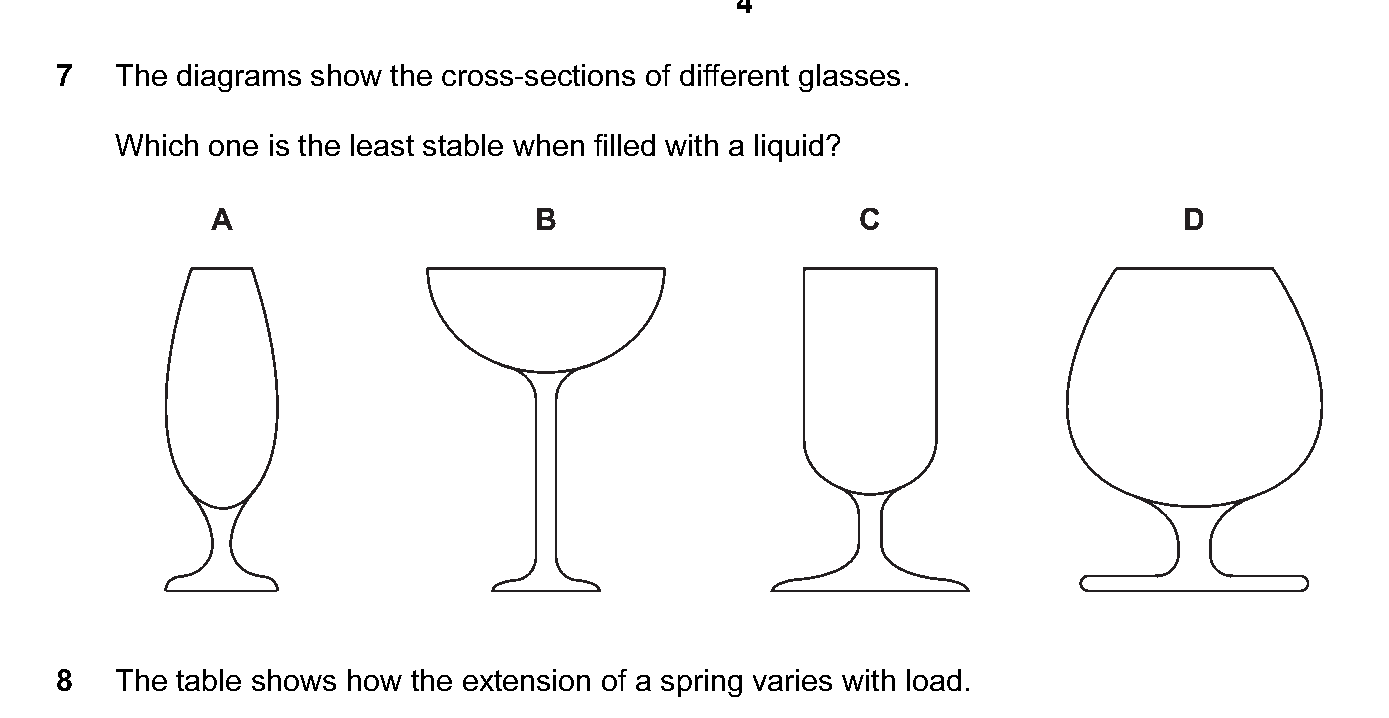 4
7 The diagrams show the cross-sections of different glasses.
Which one is the least stable when filled with a liquid?
A B C D
8 The table shows how the extension of a spring varies with load.